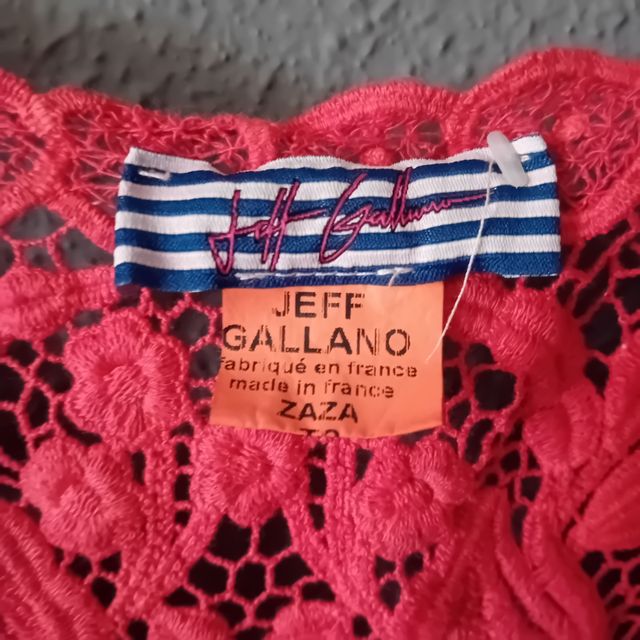 Jeff Gallano
JEFF
GALLANO
fabriqué en france
made in france
ZAZA